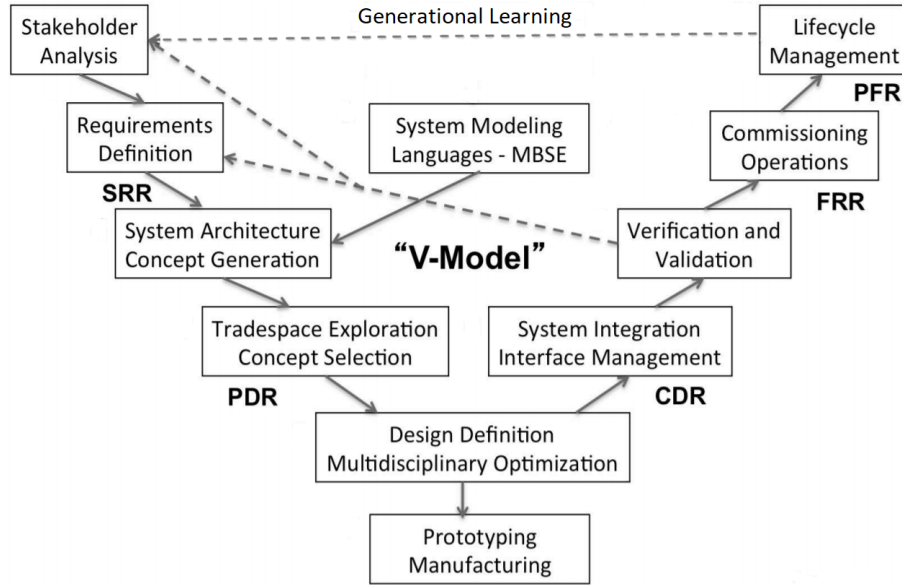 Generational Learning
Stakeholder
Analysis
Lifecycle
Management
PFR
Requirements
Definition
SRR
System Modeling
Languages - MBSE
Commissioning
Operations
FRR
System Architecture
Concept Generation
“V-Model”
Verification and
Validation
Tradespace Exploration
Concept Selection
PDR
System Integration
Interface Management
CDR
Design Definition
Multidisciplinary Optimization
Prototyping
Manufacturing